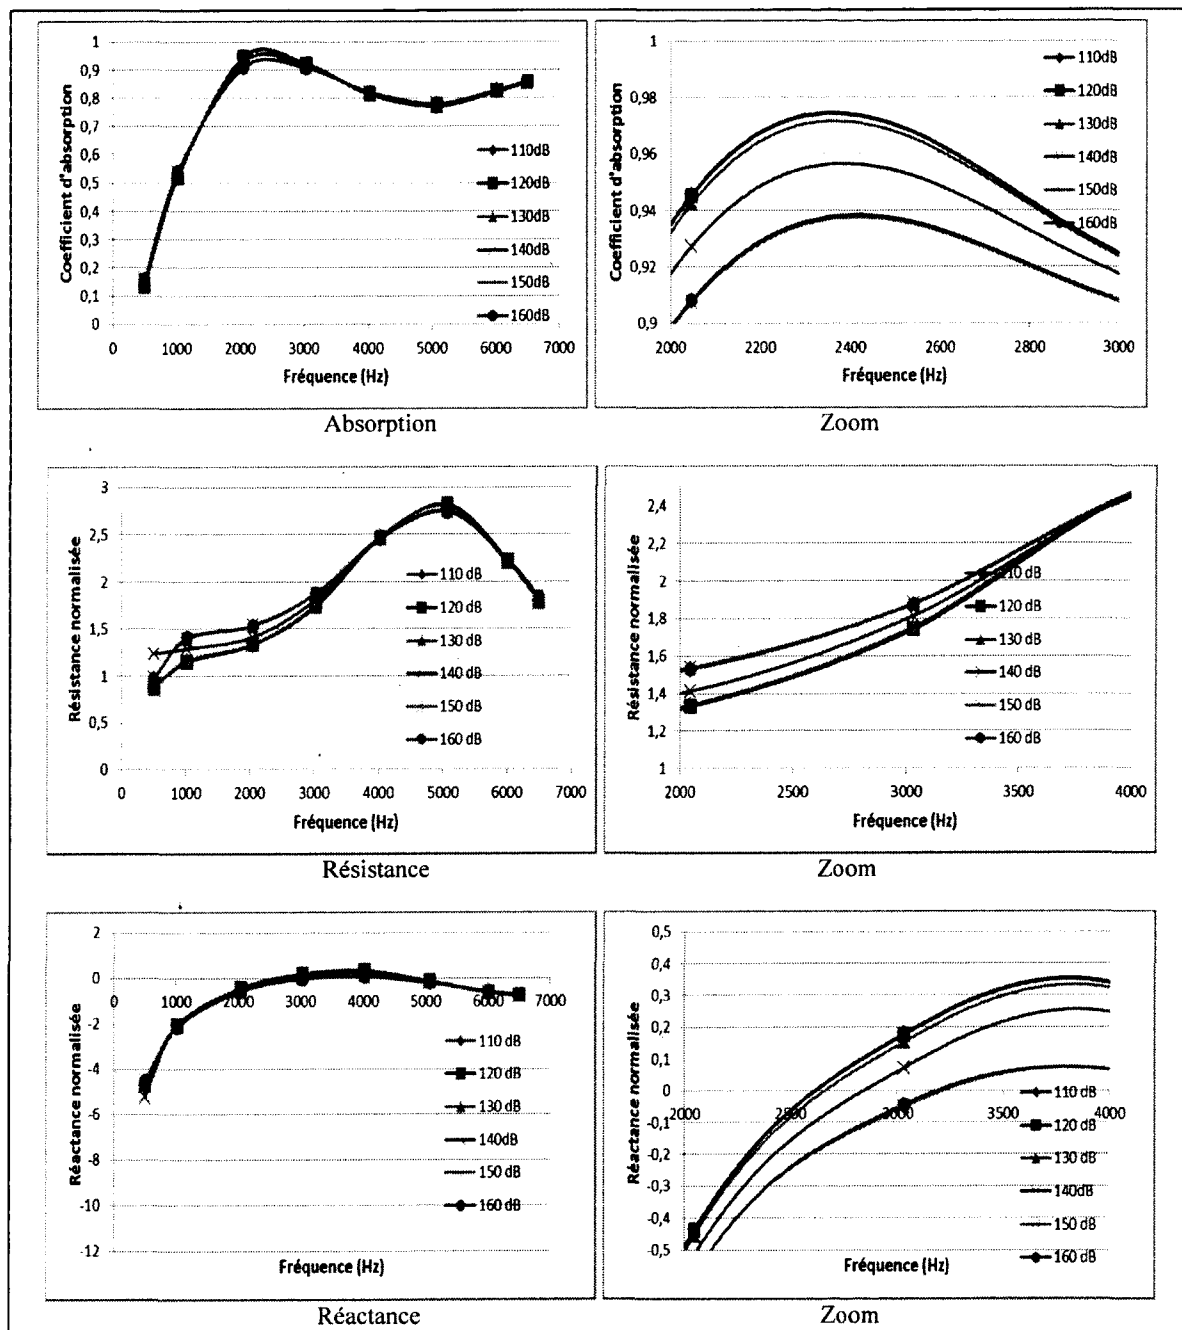 Coefficient d'absorption
1
0,9
0,8
0,7
0,6
0,5
0,4
0,3
0,2
0,1
0
0 1000 2000 3000 4000 5000 6000 7000
Fréquence (Hz)
110dB
120dB
130dB
140dB
150dB
160dB
Absorption
Coefficient d'absorption
1
0,98
0,96
0,94
0,92
0,9
2000 2200 2400 2600 2800 3000
Fréquence (Hz)
110dB
120dB
130dB
140dB
150dB
160dB
Zoom
Résistance normalisée
3
2,5
2
1,5
1
0,5
0
0 1000 2000 3000 4000 5000 6000 7000
Fréquence (Hz)
110 dB
120 dB
130 dB
140 dB
150 dB
160 dB
Résistance
Résistance normalisée
2,4
2,2
2
1,8
1,6
1,4
1,2
1
2000 2500 3000 3500 4000
Fréquence (Hz)
110 dB
120 dB
130 dB
140 dB
150 dB
160 dB
Zoom
Réactance normalisée
2
0
-2
-4
-6
-8
-10
-12
0 1000 2000 3000 4000 5000 6000 7000
Fréquence (Hz)
110 dB
120 dB
130 dB
140dB
150 dB
160 dB
Réactance
Réactance normalisée
0,5
0,4
0,3
0,2
0,1
0
-0,1
-0,2
-0,3
-0,4
-0,5
2000 2500 3000 3500 4000
Fréquence (Hz)
110 dB
120 dB
130 dB
140dB
150 dB
160 dB
Zoom